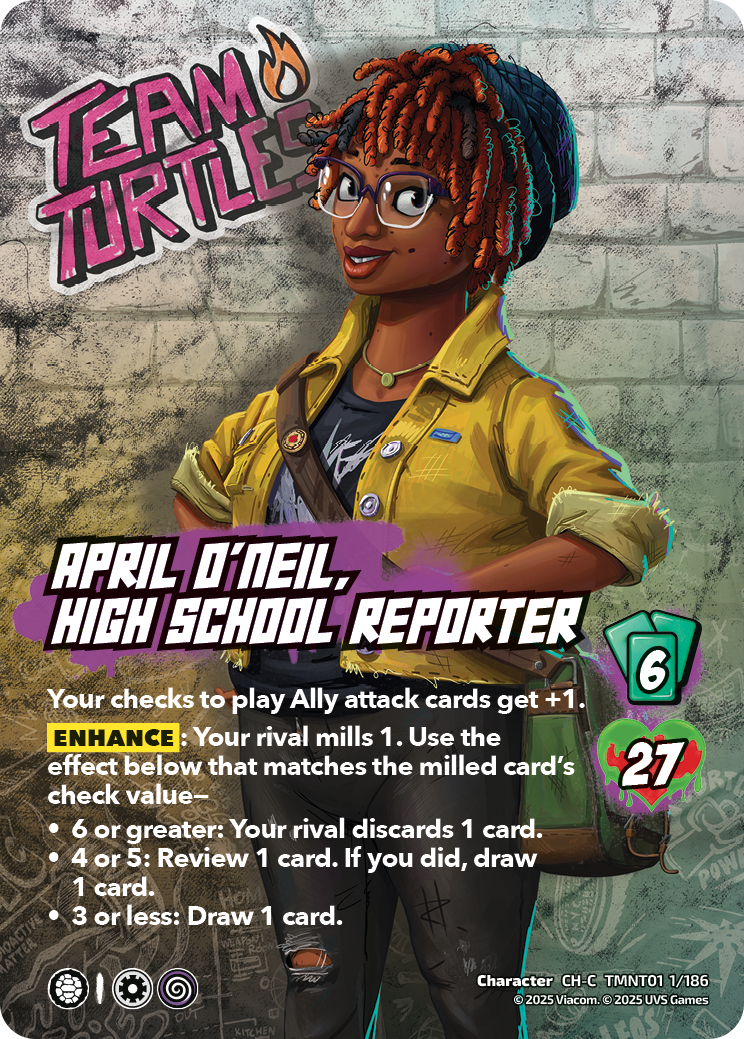 TEAM
TURTLES
APRIL O'NEIL,
HIGH SCHOOL REPORTER
6
27
Your checks to play Ally attack cards get +1.
ENHANCE: Your rival mills 1. Use the
effect below that matches the milled card's
check value—
• 6 or greater: Your rival discards 1 card.
• 4 or 5: Review 1 card. If you did, draw
1 card.
• 3 or less: Draw 1 card.
Character CH-C TMNT01 1/186
© 2025 Viacom. © 2025 UVS Games
KITCHEN